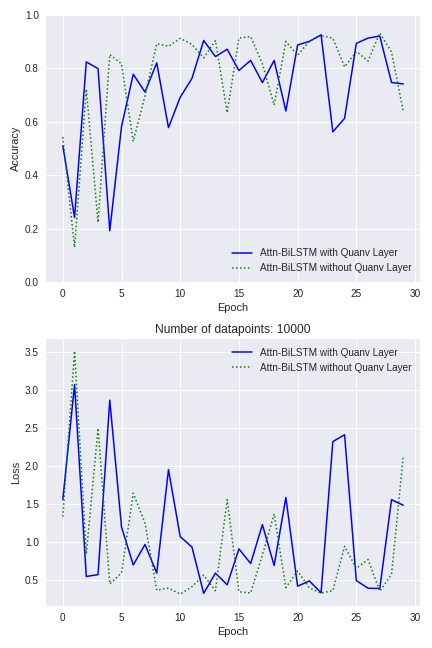 1.0
0.8
0.6
0.4
0.2
0.0
Accuracy
Attn-BiLSTM with Quanv Layer
Attn-BiLSTM without Quanv Layer
0 5 10 15 20 25 30
Epoch
Number of datapoints: 10000
3.5
3.0
2.5
2.0
1.5
1.0
0.5
Loss
Attn-BiLSTM with Quanv Layer
Attn-BiLSTM without Quanv Layer
0 5 10 15 20 25 30
Epoch